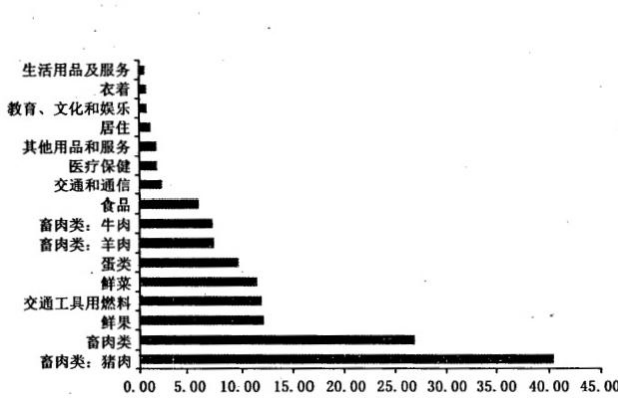 生活用品及服务
衣着
教育、文化和娱乐
居住
其他用品和服务
医疗保健
交通和通信
食品
畜肉类：牛肉
畜肉类：羊肉
蛋类
鲜菜
交通工具用燃料
鲜果
畜肉类
畜肉类：猪肉
0.00 5.00 10.00 15.00 20.00 25.00 30.00 35.00 40.00 45.00